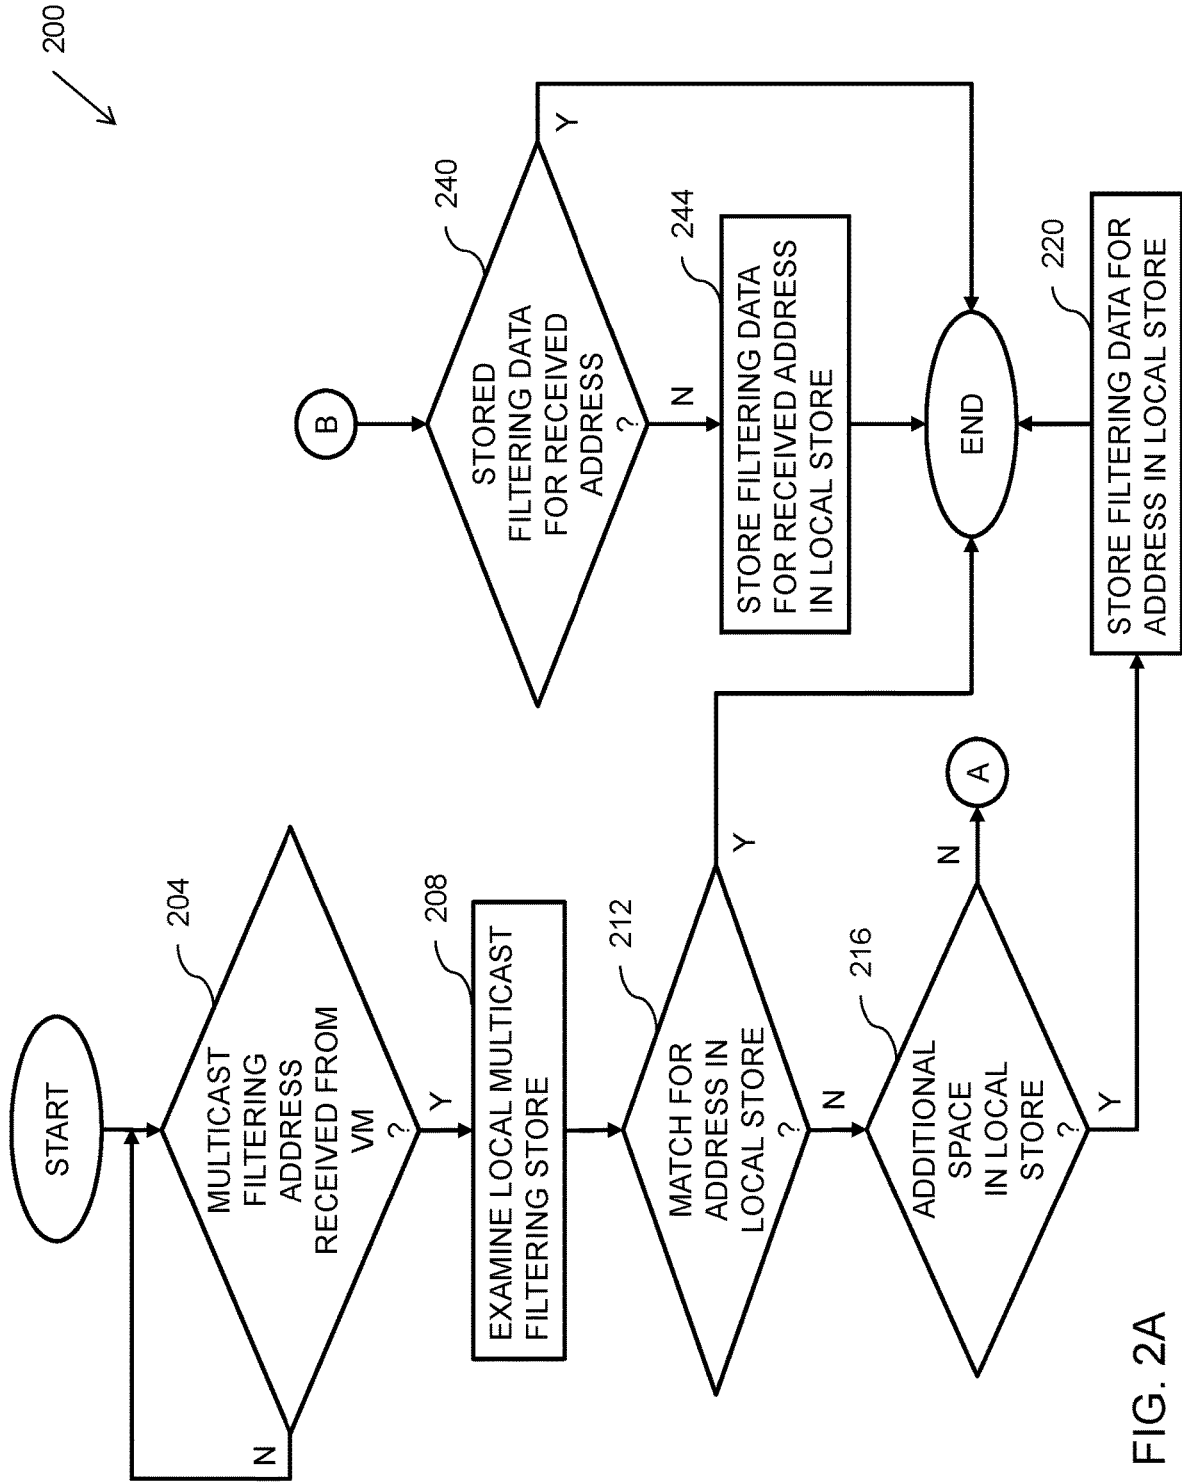 200
START
MULTICAST
FILTERING
ADDRESS
RECEIVED FROM
VM
?
204
N
Y
EXAMINE LOCAL MULTICAST
FILTERING STORE
208
MATCH FOR
ADDRESS IN
LOCAL STORE
?
212
Y
N
ADDITIONAL
SPACE
IN LOCAL
STORE
?
216
N
A
Y
B
STORED
FILTERING DATA
FOR RECEIVED
ADDRESS
?
240
Y
N
STORE FILTERING DATA
FOR RECEIVED ADDRESS
IN LOCAL STORE
244
END
STORE FILTERING DATA FOR
ADDRESS IN LOCAL STORE
220
FIG. 2A